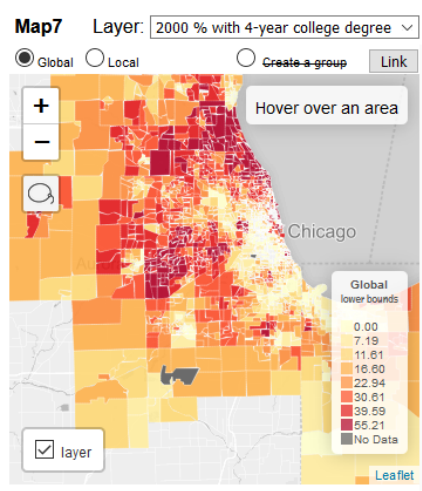 Map7 Layer: 2000 % with 4-year college degree
Global Local Create a group Link
+
Hover over an area
−
Chicago
Global
lower bounds
0.00
7.19
11.61
16.60
22.94
30.61
39.59
55.21
No Data
layer
Leaflet